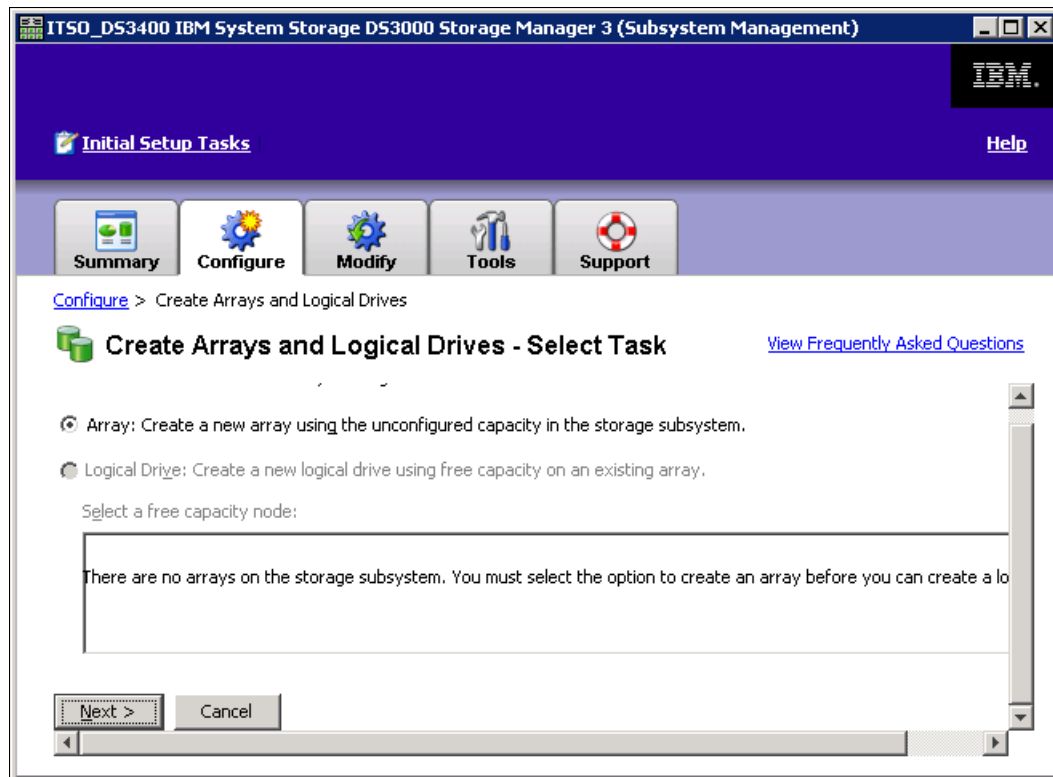 ITSO_DS3400 IBM System Storage DS3000 Storage Manager 3 (Subsystem Management)
IBM.
Initial Setup Tasks
Help
Summary
Configure
Modify
Tools
Support
Configure > Create Arrays and Logical Drives
Create Arrays and Logical Drives - Select Task
View Frequently Asked Questions
Array: Create a new array using the unconfigured capacity in the storage subsystem.
Logical Drive: Create a new logical drive using free capacity on an existing array.
Select a free capacity node:
There are no arrays on the storage subsystem. You must select the option to create an array before you can create a lo
Next >
Cancel